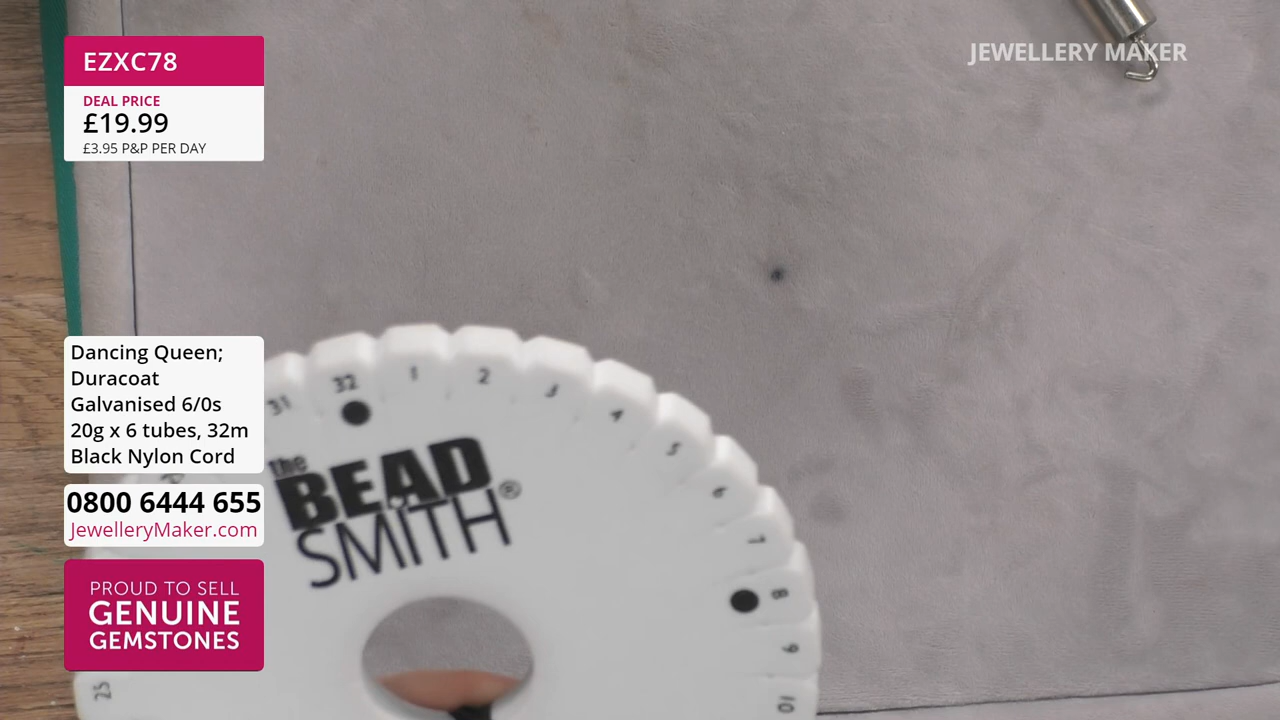 EZXC78
DEAL PRICE
£19.99
£3.95 P&P PER DAY
JEWELLERY MAKER
Dancing Queen;
Duracoat
Galvanised 6/0s
20g x 6 tubes, 32m
Black Nylon Cord
0800 6444 655
JewelleryMaker.com
PROUD TO SELL
GENUINE
GEMSTONES
31
32
1
2
3
4
5
6
7
8
9
10
25
the
BEAD
SMITH®